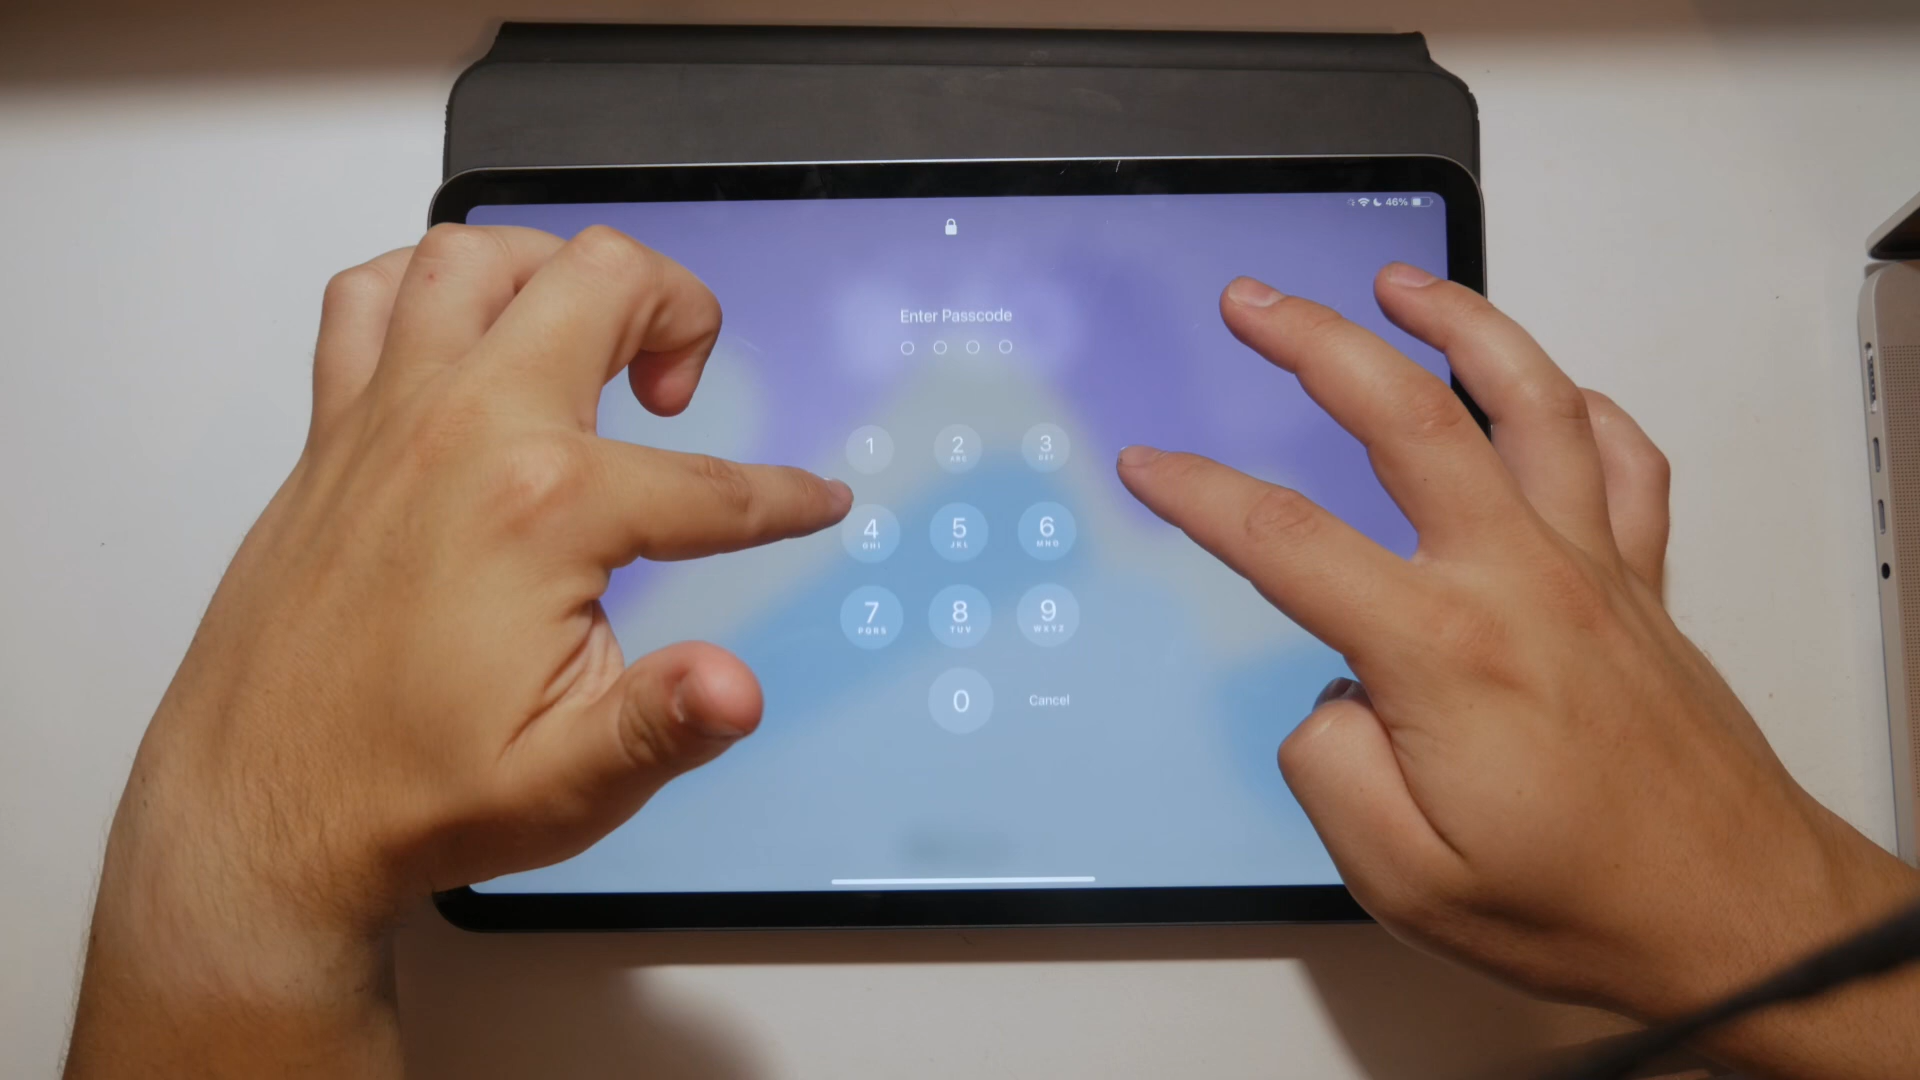 46%
Enter Passcode
1 2 3
ABC DEF
4 5 6
GHI JKL MNO
7 8 9
PQRS TUV WXYZ
0 Cancel